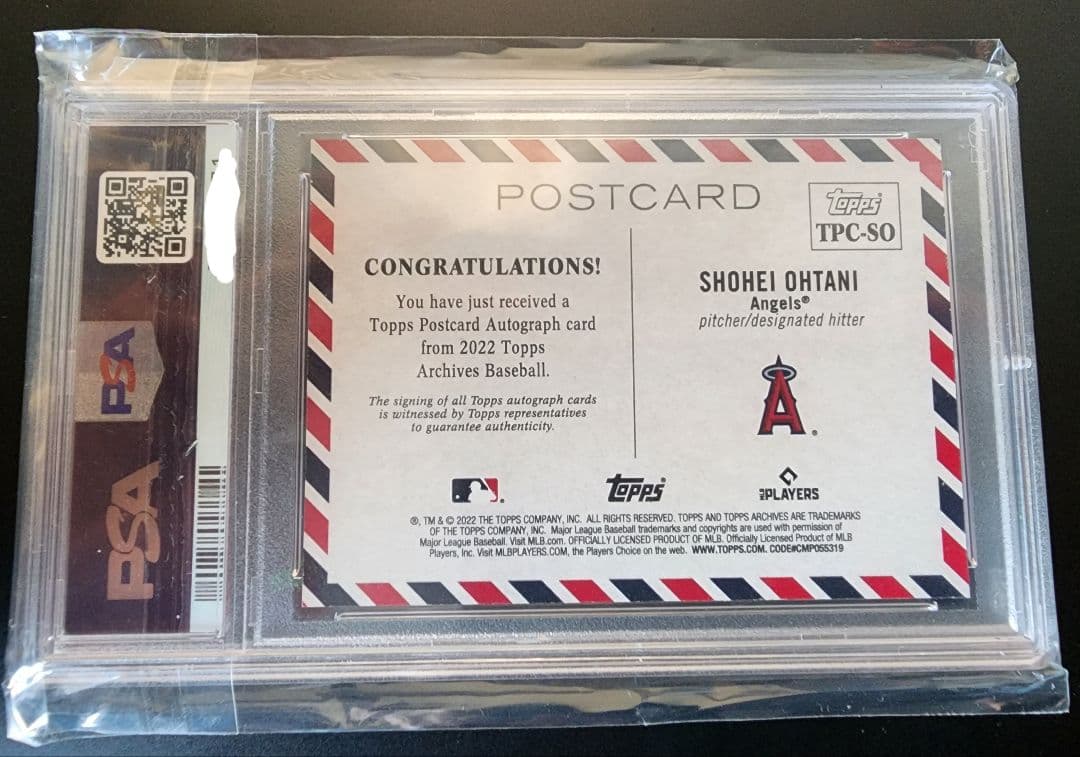 POSTCARD
Topps
TPC-SO
CONGRATULATIONS!
You have just received a
Topps Postcard Autograph card
from 2022 Topps
Archives Baseball.
The signing of all Topps autograph cards
is witnessed by Topps representatives
to guarantee authenticity.
SHOHEI OHTANI
Angels®
pitcher/designated hitter
A®
Topps
MLB PLAYERS
®, TM & © 2022 THE TOPPS COMPANY, INC. ALL RIGHTS RESERVED. TOPPS AND TOPPS ARCHIVES ARE TRADEMARKS
OF THE TOPPS COMPANY, INC. Major League Baseball trademarks and copyrights are used with permission of
Major League Baseball. Visit MLB.com. OFFICIALLY LICENSED PRODUCT OF MLB. Officially Licensed Product of MLB
Players, Inc. Visit MLBPLAYERS.COM, the Players Choice on the web. WWW.TOPPS.COM. CODE#CMP055319
PSA
PSA